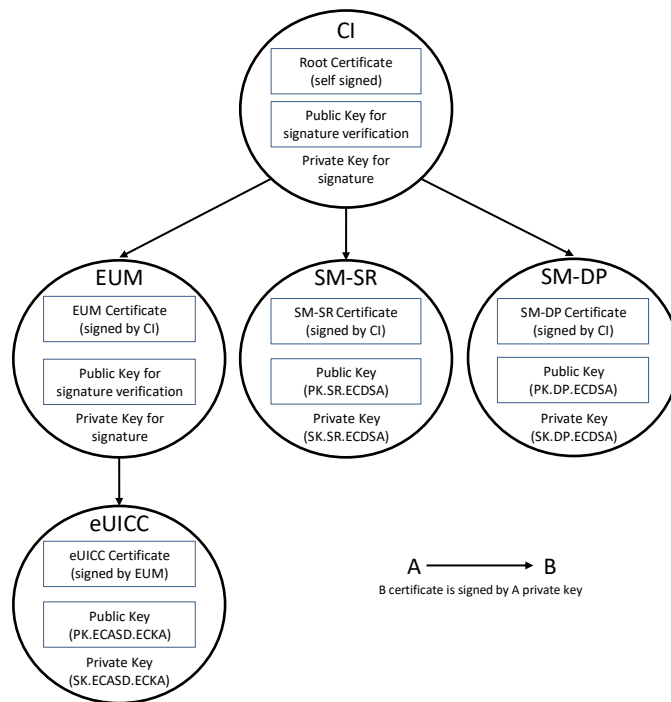 CI
Root Certificate
(self signed)
Public Key for
signature verification
Private Key for
signature
EUM
EUM Certificate
(signed by CI)
Public Key for
signature verification
Private Key for
signature
SM-SR
SM-SR Certificate
(signed by CI)
Public Key
(PK.SR.ECDSA)
Private Key
(SK.SR.ECDSA)
SM-DP
SM-DP Certificate
(signed by CI)
Public Key
(PK.DP.ECDSA)
Private Key
(SK.DP.ECDSA)
eUICC
eUICC Certificate
(signed by EUM)
Public Key
(PK.ECASD.ECKA)
Private Key
(SK.ECASD.ECKA)
A B
B certificate is signed by A private key